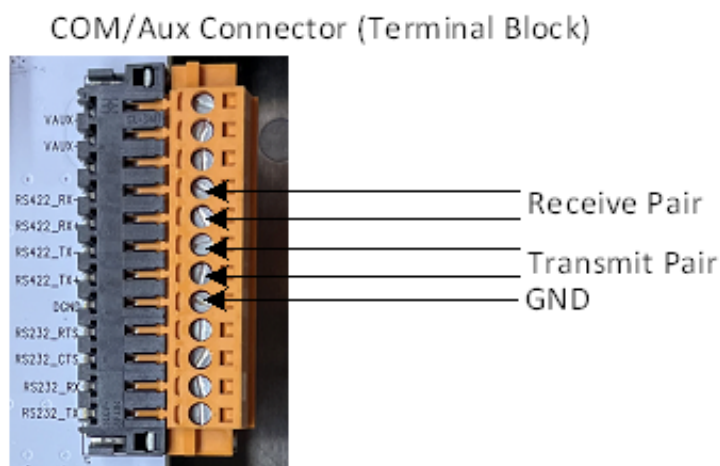 COM/Aux Connector (Terminal Block)
VAUX-
VAUX-
RS422_RX-
RS422_RX+
RS422_TX-
RS422_TX+
DGND
RS232_RTS
RS232_CTS
RS232_RX
RS232_TX
Receive Pair
Transmit Pair
GND